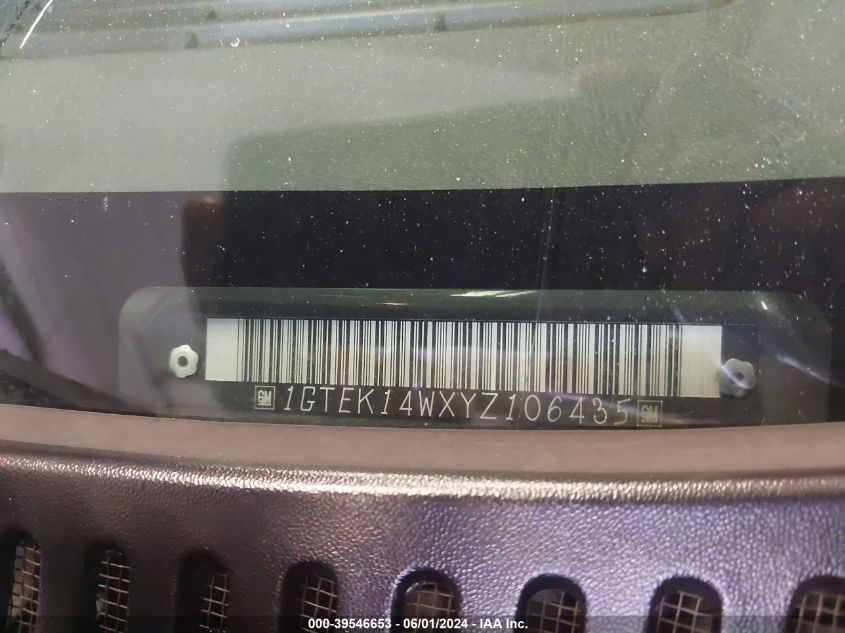 GM 1GTEK14WXYZ106435 GM
000-39546653 - 06/01/2024 - IAA Inc.